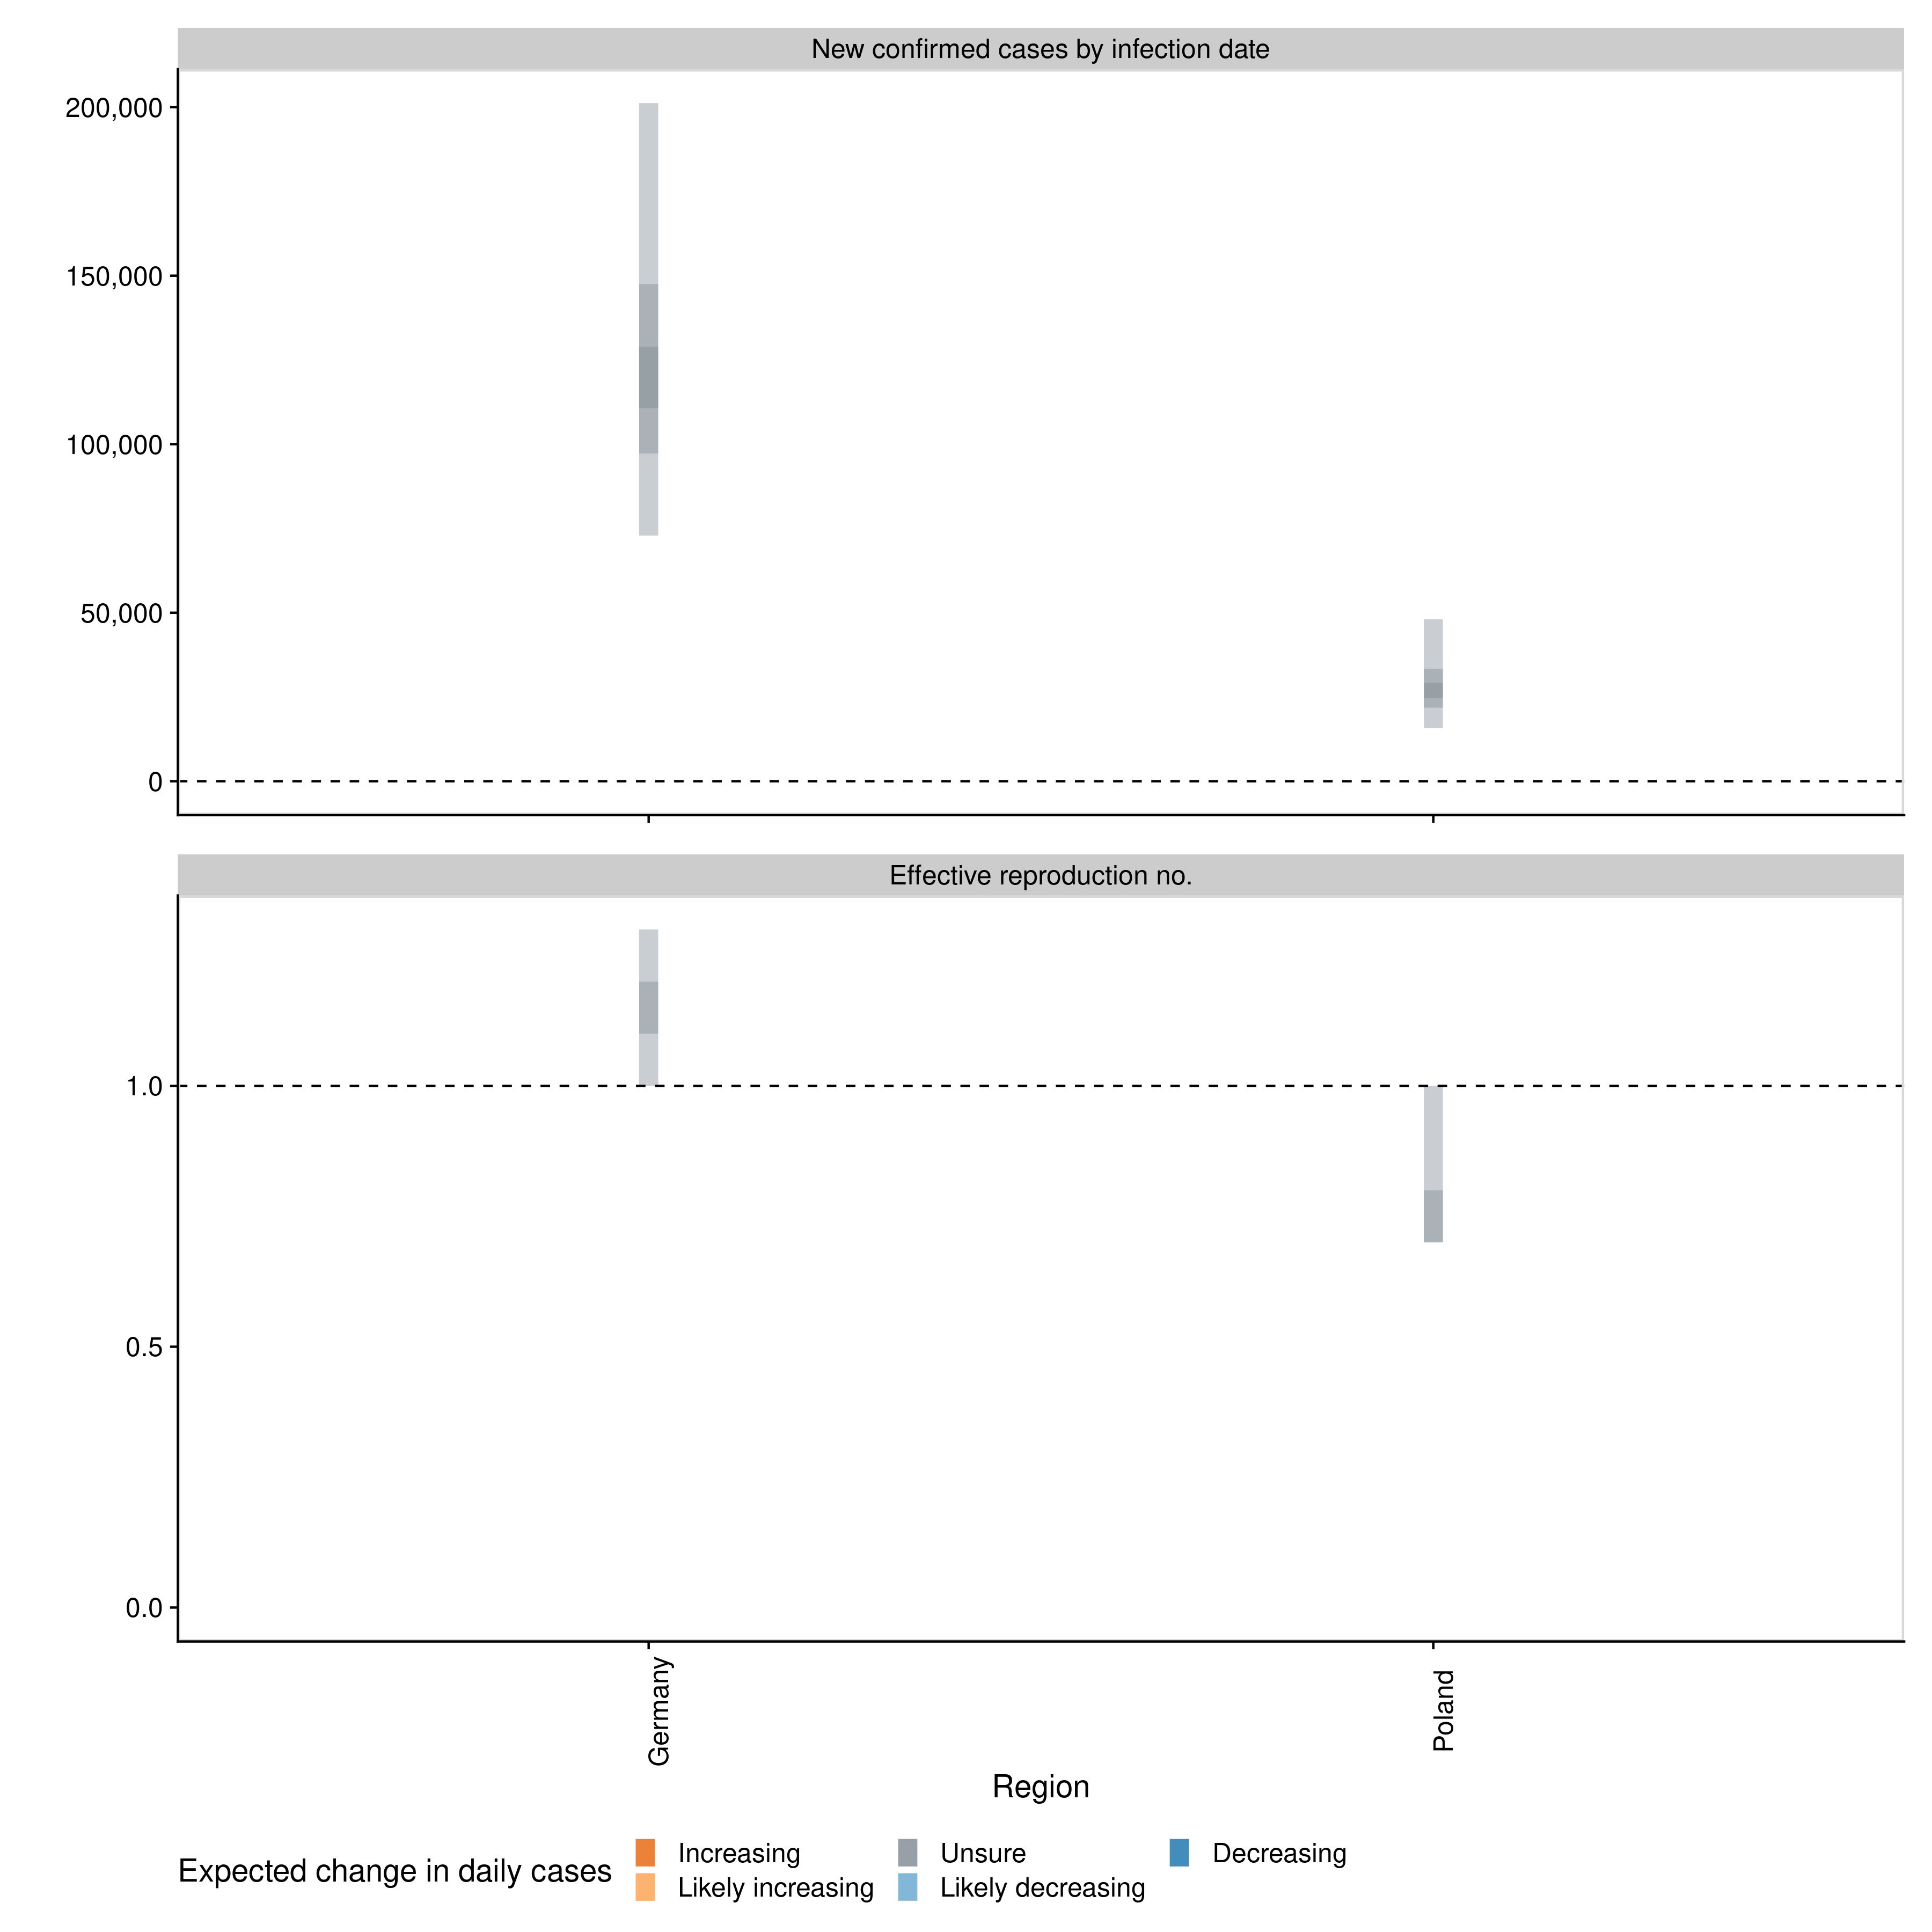 New confirmed cases by infection date
200,000
150,000
100,000
50,000
0
Effective reproduction no.
1.0
0.5
0.0
Germany
Poland
Region
Expected change in daily cases
Increasing
Unsure
Decreasing
Likely increasing
Likely decreasing